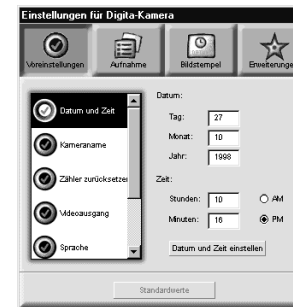 Einstellungen für Digita-Kamera
Voreinstellungen Aufnahme Bildstempel Erweiterunge
Datum und Zeit
Kameraname
Zähler zurücksetzen
Videoausgang
Sprache
Datum:
Tag: 27
Monat: 10
Jahr: 1998
Zeit:
Stunden: 10 AM
Minuten: 16 PM
Datum und Zeit einstellen
Standardwerte